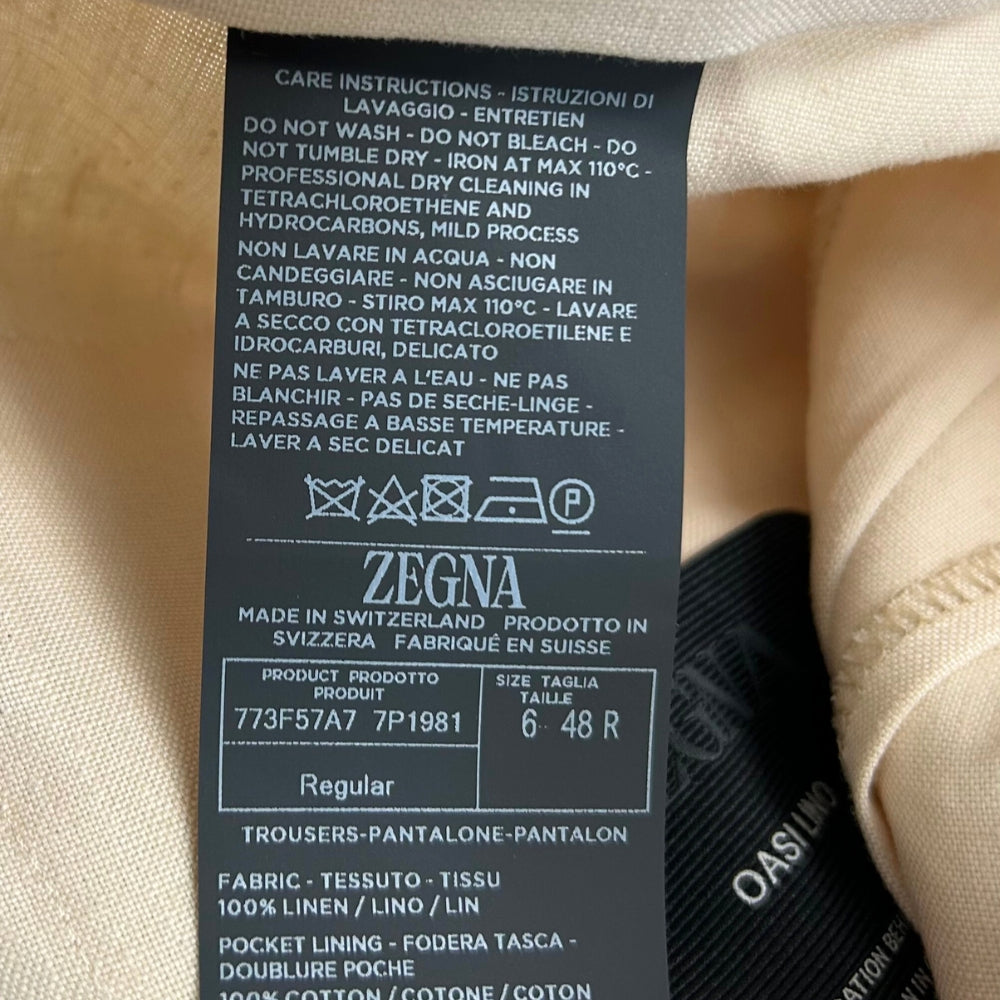 CARE INSTRUCTIONS - ISTRUZIONI DI
LAVAGGIO - ENTRETIEN
DO NOT WASH - DO NOT BLEACH - DO
NOT TUMBLE DRY - IRON AT MAX 110°C -
PROFESSIONAL DRY CLEANING IN
TETRACHLOROETHENE AND
HYDROCARBONS, MILD PROCESS
NON LAVARE IN ACQUA - NON
CANDEGGIARE - NON ASCIUGARE IN
TAMBURO - STIRO MAX 110°C - LAVARE
A SECCO CON TETRACLOROETILENE E
IDROCARBURI, DELICATO
NE PAS LAVER A L'EAU - NE PAS
BLANCHIR - PAS DE SECHE-LINGE -
REPASSAGE A BASSE TEMPERATURE -
LAVER A SEC DELICAT
P
ZEGNA
MADE IN SWITZERLAND PRODOTTO IN
SVIZZERA FABRIQUÉ EN SUISSE
PRODUCT PRODOTTO
PRODUIT
773F57A7 7P1981
Regular
SIZE TAGLIA
TAILLE
6 48 R
TROUSERS-PANTALONE-PANTALON
FABRIC - TESSUTO - TISSU
100% LINEN / LINO / LIN
POCKET LINING - FODERA TASCA -
DOUBLURE POCHE
100% COTTON / COTONE / COTON
OASI LINO